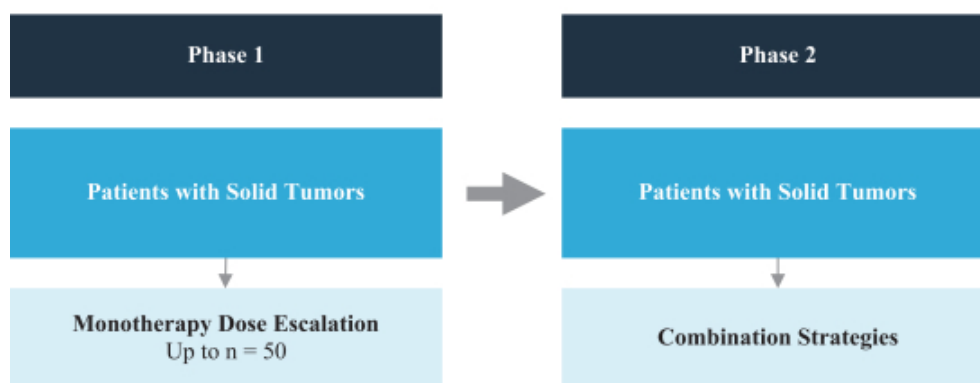 Phase 1
Phase 2
Patients with Solid Tumors
Patients with Solid Tumors
Monotherapy Dose Escalation
Up to n = 50
Combination Strategies